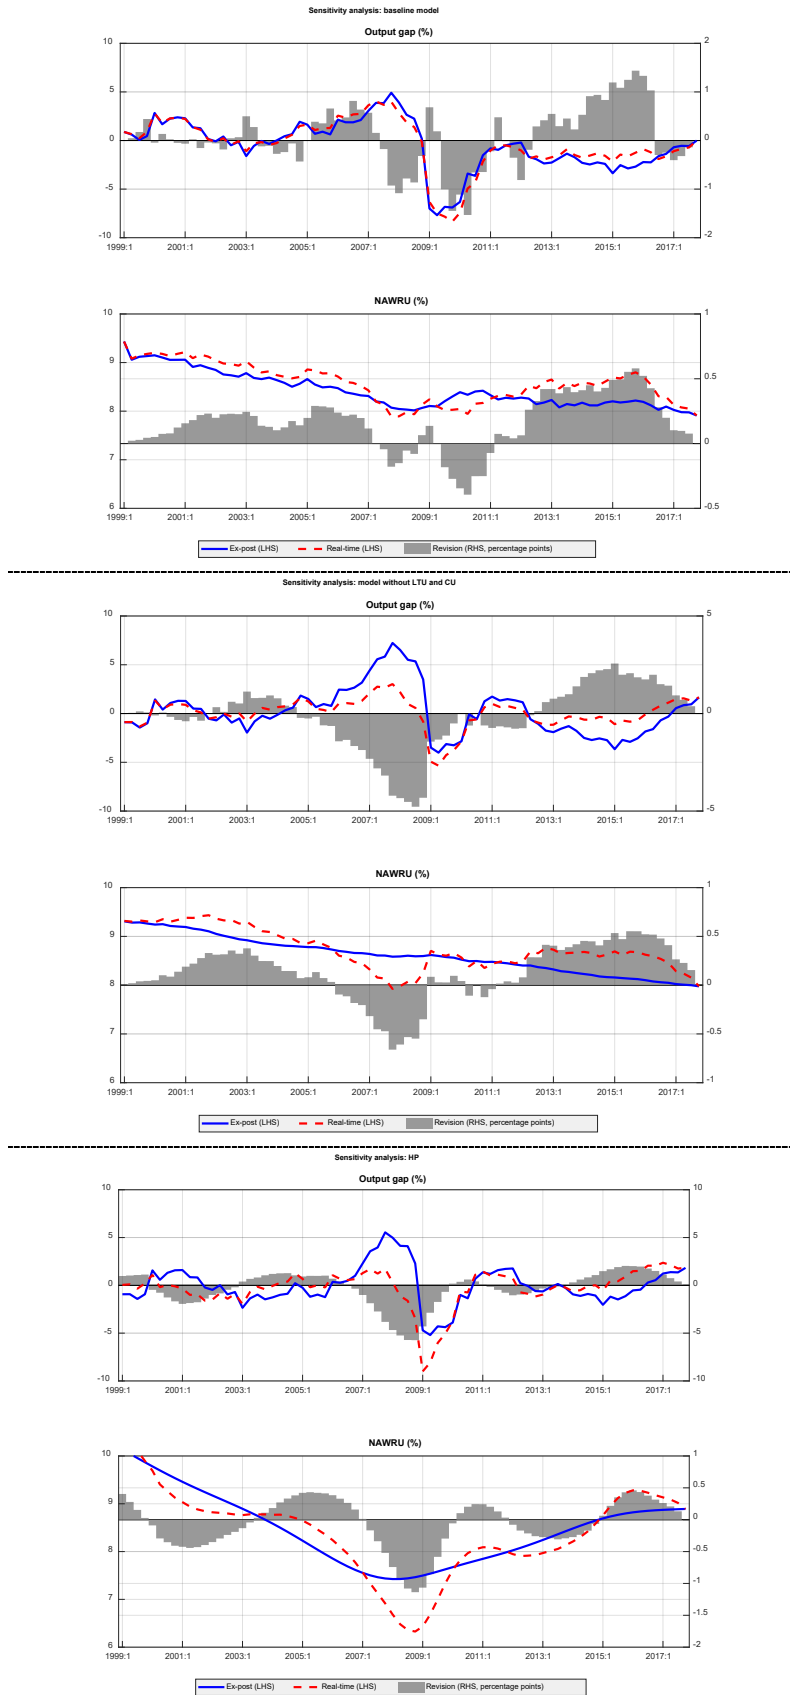 Sensitivity analysis: baseline model
Output gap (%)
10 2
5 1
0 0
-5 -1
-10 -2
1999:1 2001:1 2003:1 2005:1 2007:1 2009:1 2011:1 2013:1 2015:1 2017:1
NAWRU (%)
10 1
9
8 0.5
7 0
6 -0.5
1999:1 2001:1 2003:1 2005:1 2007:1 2009:1 2011:1 2013:1 2015:1 2017:1
Ex-post (LHS) Real-time (LHS) Revision (RHS, percentage points)
Sensitivity analysis: model without LTU and CU
Output gap (%)
10 5
5
0 0
-5
-10 -5
1999:1 2001:1 2003:1 2005:1 2007:1 2009:1 2011:1 2013:1 2015:1 2017:1
NAWRU (%)
10 1
9 0.5
8 0
7 -0.5
6 -1
1999:1 2001:1 2003:1 2005:1 2007:1 2009:1 2011:1 2013:1 2015:1 2017:1
Ex-post (LHS) Real-time (LHS) Revision (RHS, percentage points)
Sensitivity analysis: HP
Output gap (%)
10 10
5 5
0 0
-5 -5
-10 -10
1999:1 2001:1 2003:1 2005:1 2007:1 2009:1 2011:1 2013:1 2015:1 2017:1
NAWRU (%)
10 1
0.5
9 0
8 -0.5
-1
7 -1.5
6 -2
1999:1 2001:1 2003:1 2005:1 2007:1 2009:1 2011:1 2013:1 2015:1 2017:1
Ex-post (LHS) Real-time (LHS) Revision (RHS, percentage points)